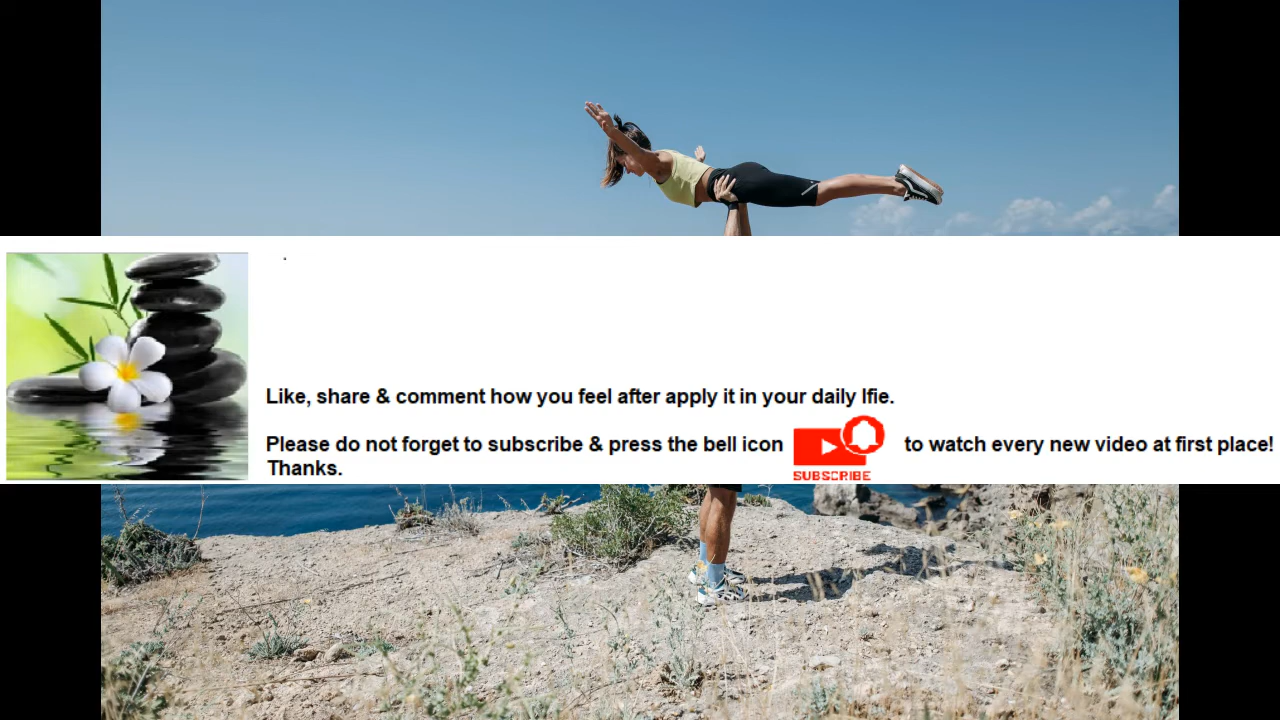 Like, share & comment how you feel after apply it in your daily lfie.
Please do not forget to subscribe & press the bell icon SUBSCRIBE to watch every new video at first place!
Thanks.